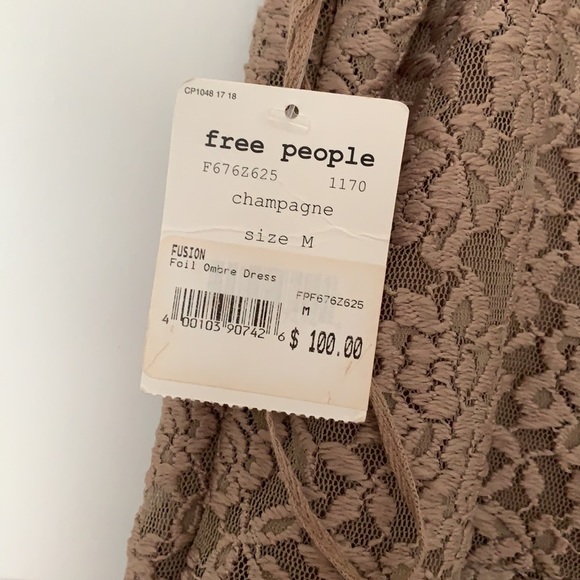 CP1048 17 18
free people
F676Z625 1170
champagne
size M
FUSION
Foil Ombre Dress
FPF676Z625
M
4 00103 90742 6
$ 100.00